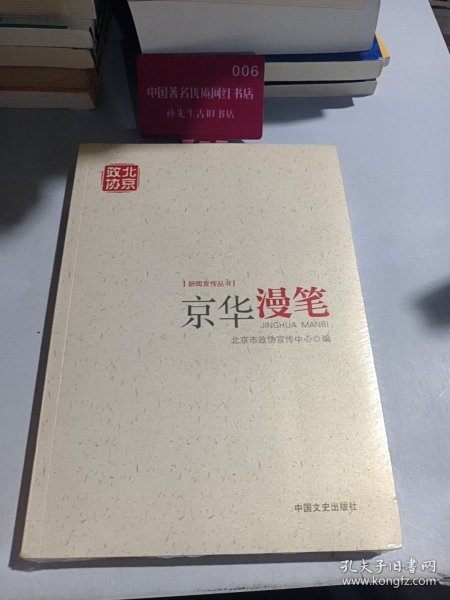 006
中国著名优质网红书店
孙先生古旧书店
北京
政协
新闻宣传丛书
京华漫笔
JINGHUA MANBI
北京市政协宣传中心◎编
中国文史出版社
孔夫子旧书网
www.kongfz.com